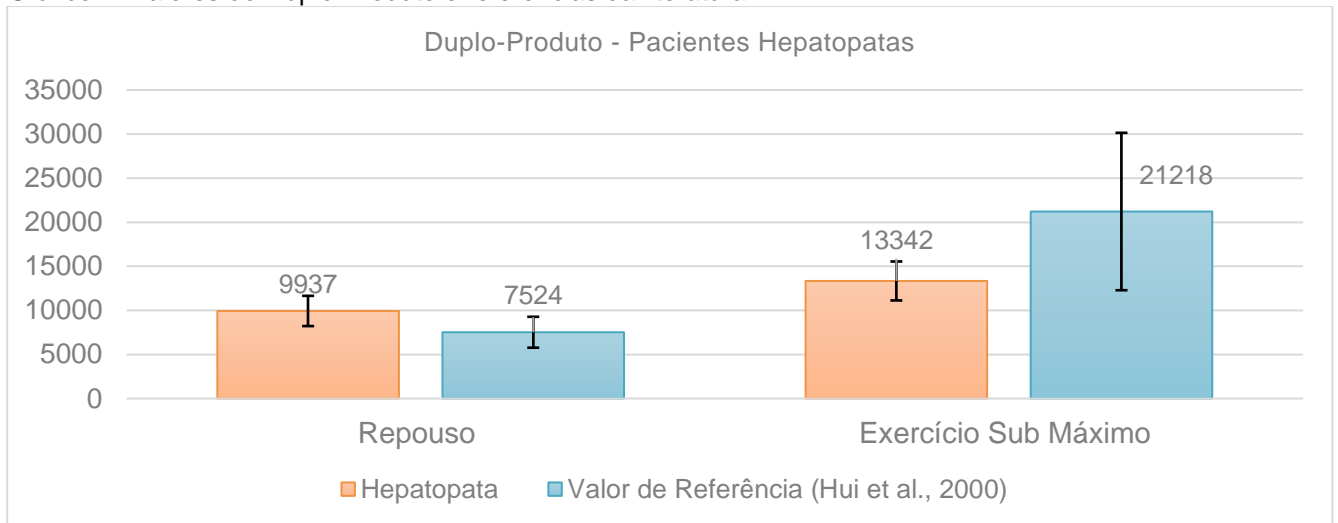 Duplo-Produto - Pacientes Hepatopatas
35000
30000
25000
20000
15000
10000
5000
0
9937
7524
13342
21218
Repouso
Exercício Sub Máximo
Hepatopata
Valor de Referência (Hui et al., 2000)